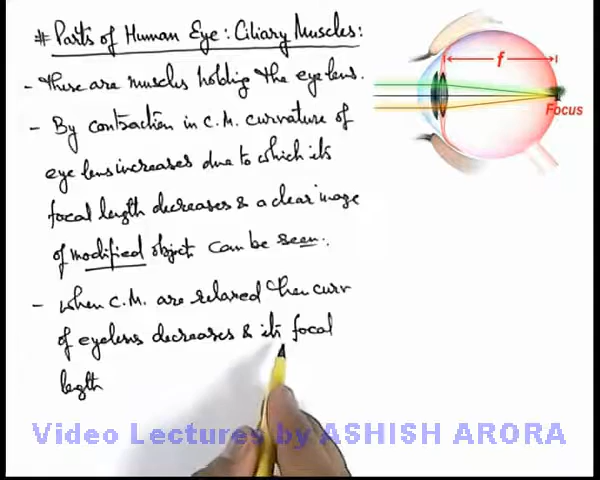 # Parts of Human Eye : Ciliary Muscles :
- These are muscles holding the eye lens.
- By contraction in C.M. curvature of
eye lens increases due to which its
focal length decreases & a clear image
of modified object can be seen.
- When C.M. are relaxed then curv
of eyelens decreases & its focal
legth
f
Focus
Video Lectures by ASHISH ARORA